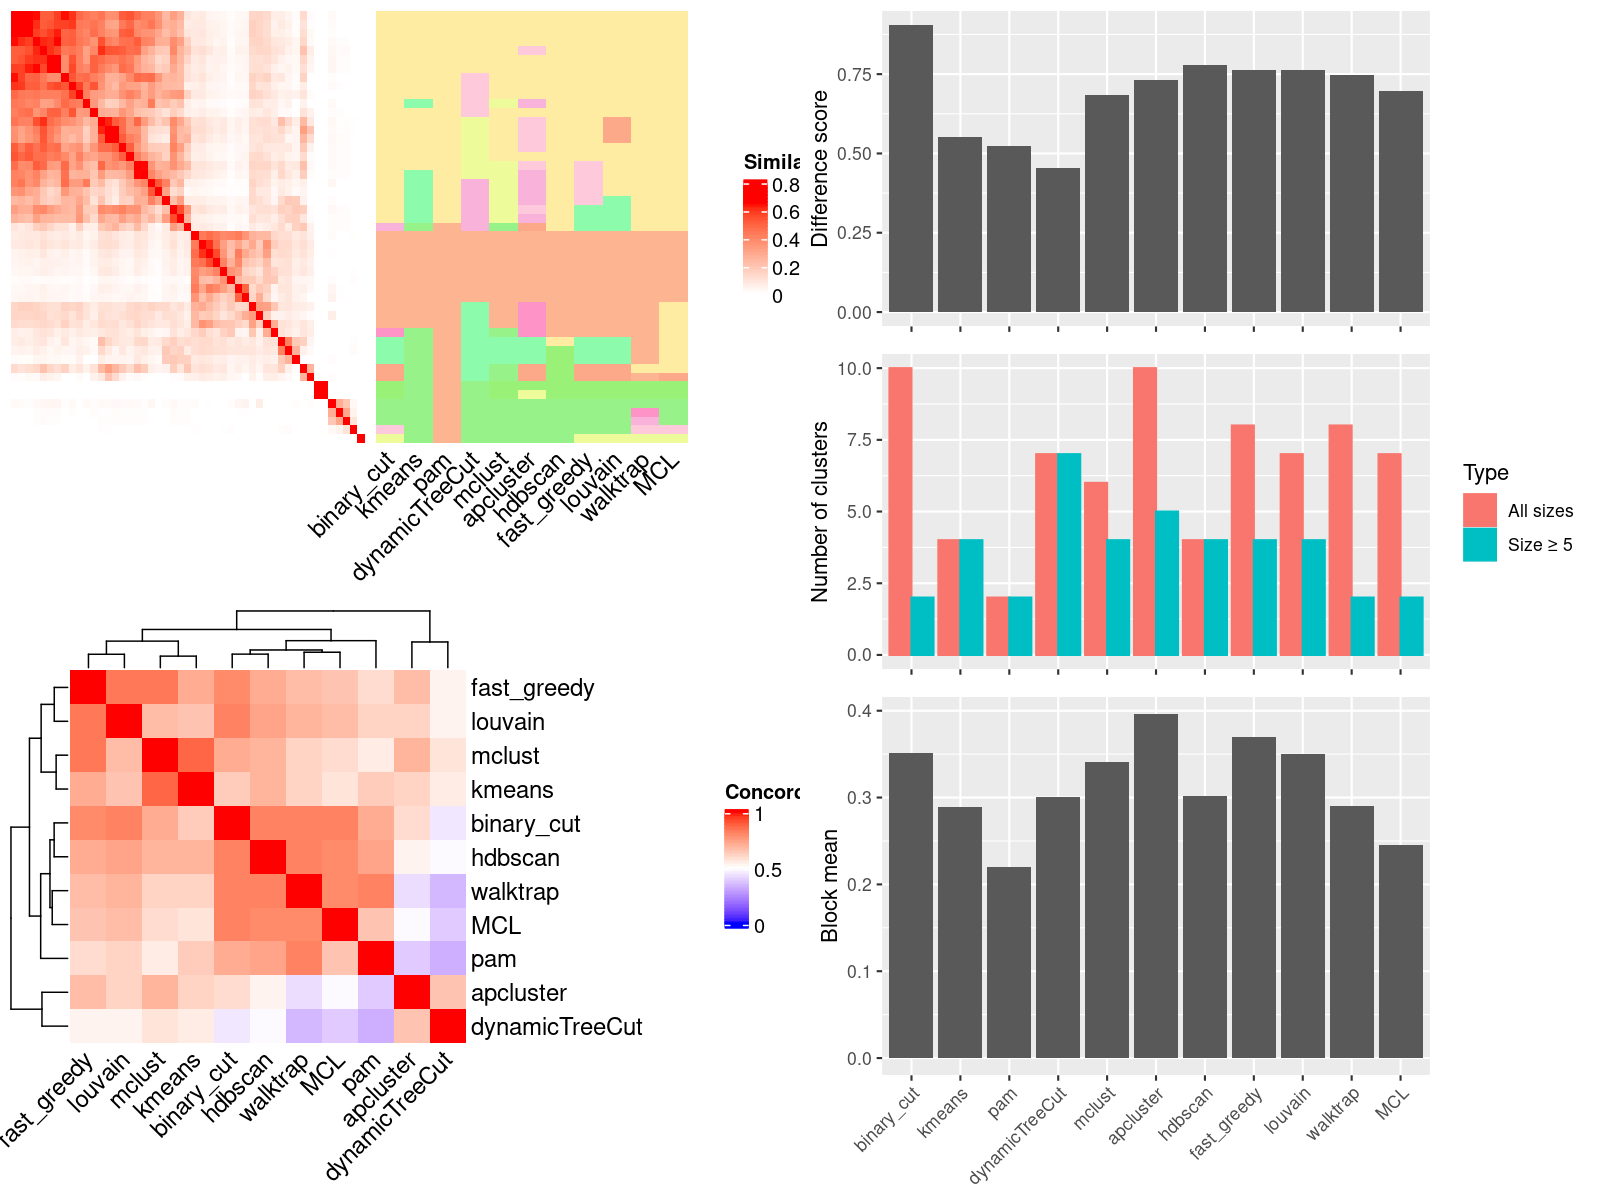 Simila
0.8
0.6
0.4
0.2
0
binary_cut
kmeans
pam
dynamicTreeCut
mclust
apcluster
hdbscan
fast_greedy
louvain
walktrap
MCL
fast_greedy
louvain
mclust
kmeans
binary_cut
hdbscan
walktrap
MCL
pam
apcluster
dynamicTreeCut
fast_greedy
louvain
mclust
kmeans
binary_cut
hdbscan
walktrap
MCL
pam
apcluster
dynamicTreeCut
Concord
1
0.5
0
Difference score
0.75
0.50
0.25
0.00
Number of clusters
10.0
7.5
5.0
2.5
0.0
Type
All sizes
Size ≥ 5
Block mean
0.4
0.3
0.2
0.1
0.0
binary_cut
kmeans
pam
dynamicTreeCut
mclust
apcluster
hdbscan
fast_greedy
louvain
walktrap
MCL